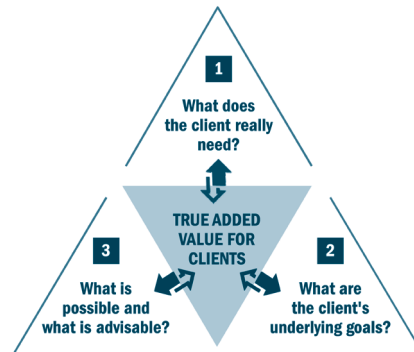 1
What does
the client really
need?
TRUE ADDED
VALUE FOR
CLIENTS
3
What is
possible and
what is advisable?
2
What are
the client's
underlying goals?